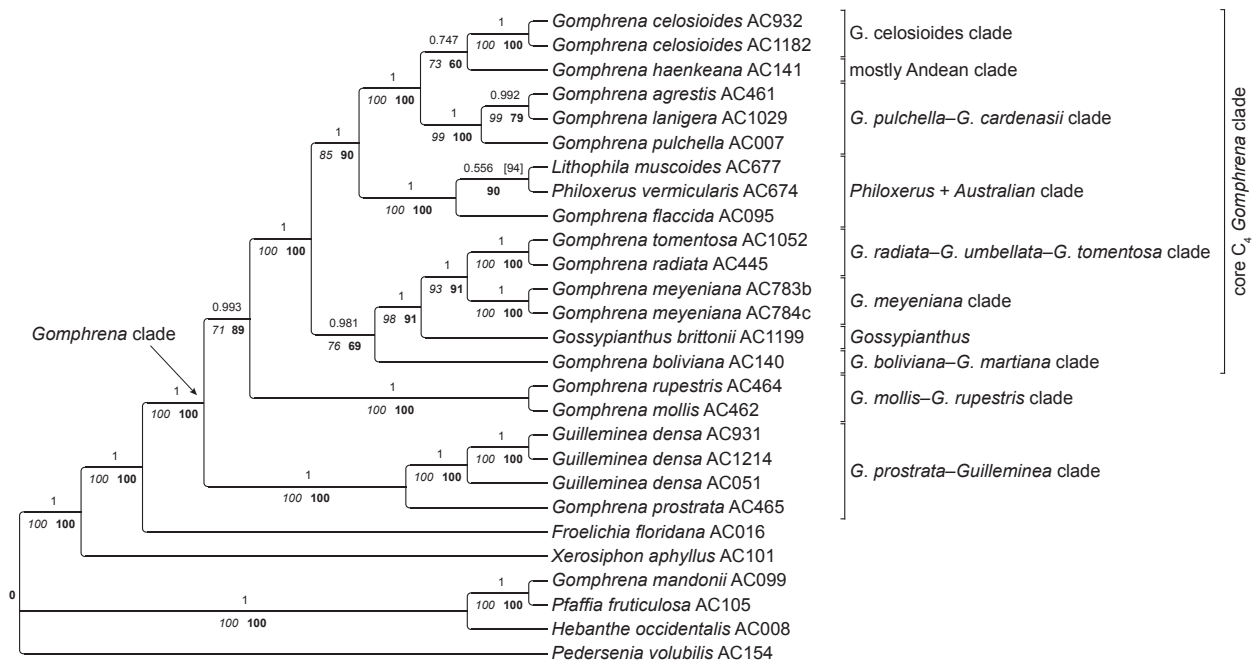 Gomphrena celosioides AC932
Gomphrena celosioides AC1182
Gomphrena haenkeana AC141
Gomphrena agrestis AC461
Gomphrena lanigera AC1029
Gomphrena pulchella AC007
Lithophila muscoides AC677
Philoxerus vermicularis AC674
Gomphrena flaccida AC095
Gomphrena tomentosa AC1052
Gomphrena radiata AC445
Gomphrena meyeniana AC783b
Gomphrena meyeniana AC784c
Gossypianthus brittonii AC1199
Gomphrena boliviana AC140
Gomphrena rupestris AC464
Gomphrena mollis AC462
Guilleminea densa AC931
Guilleminea densa AC1214
Guilleminea densa AC051
Gomphrena prostrata AC465
Froelichia floridana AC016
Xerosiphon aphyllus AC101
Gomphrena mandonii AC099
Pfaffia fruticulosa AC105
Hebanthe occidentalis AC008
Pedersenia volubilis AC154
G. celosioides clade
mostly Andean clade
G. pulchella–G. cardenasii clade
Philoxerus + Australian clade
G. radiata–G. umbellata–G. tomentosa clade
G. meyeniana clade
Gossypianthus
G. boliviana–G. martiana clade
G. mollis–G. rupestris clade
G. prostrata–Guilleminea clade
core C4 Gomphrena clade
Gomphrena clade
1
100 100
0.747
73 60
1
100 100
0.992
99 79
1
99 100
1
85 90
0.556 [94]
90
1
100 100
1
100 100
1
100 100
1
93 91
1
100 100
1
98 91
0.981
76 69
0.993
71 89
1
100 100
1
100 100
1
100 100
1
100 100
1
100 100
1
100 100
1
100 100
0
1
100 100
1
100 100